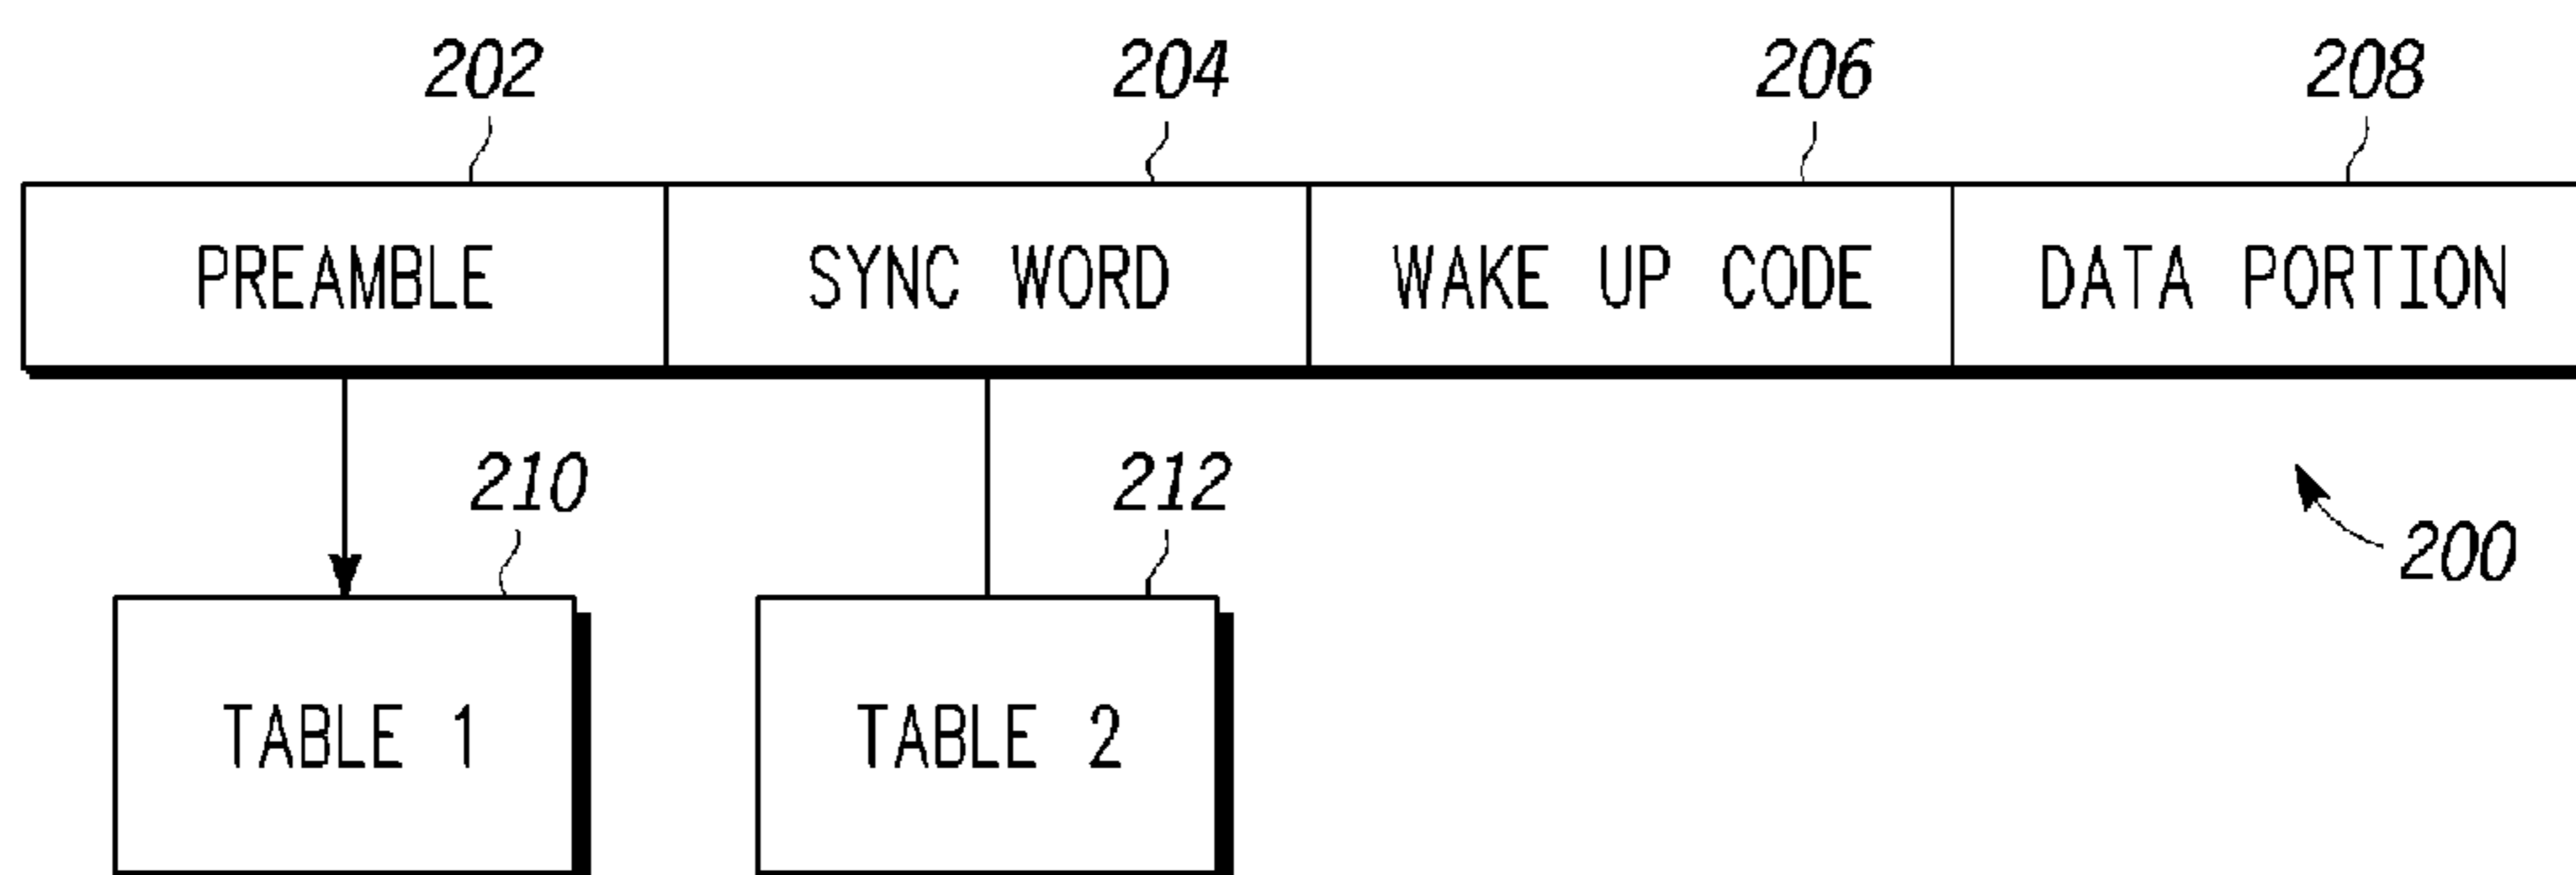 202 204 206 208
PREAMBLE SYNC WORD WAKE UP CODE DATA PORTION
210 212
200
TABLE 1 TABLE 2